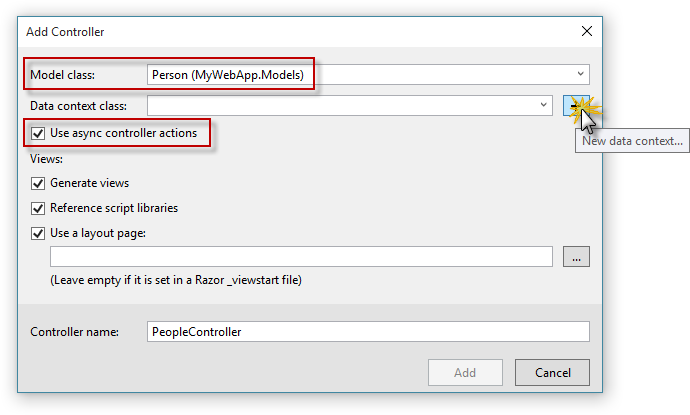 Add Controller
Model class: Person (MyWebApp.Models)
Data context class:
Use async controller actions
New data context...
Views:
Generate views
Reference script libraries
Use a layout page:
...
(Leave empty if it is set in a Razor _viewstart file)
Controller name: PeopleController
Add Cancel